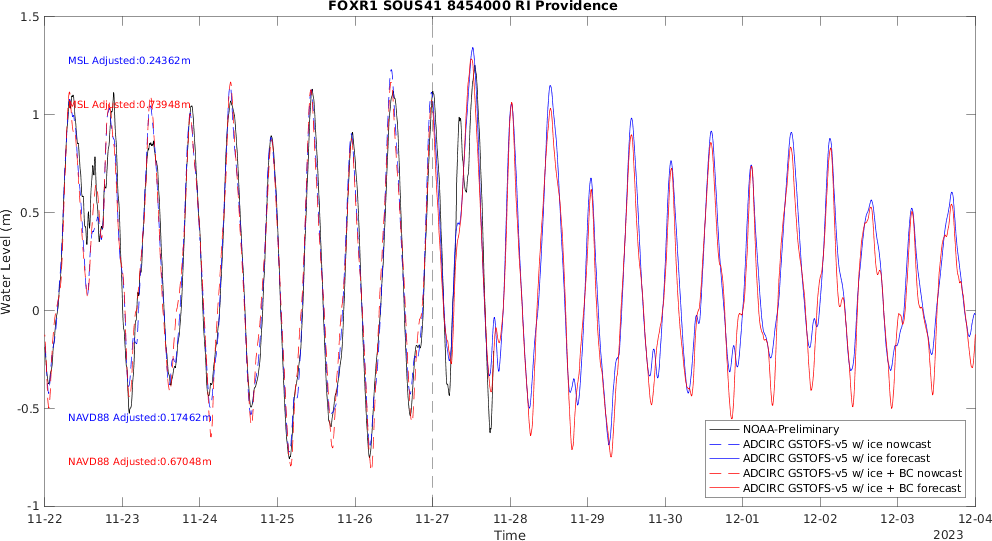 FOXR1 SOUS41 8454000 RI Providence
1.5
1
0.5
0
-0.5
-1
Water Level (m)
MSL Adjusted:0.24362m
MSL Adjusted:0.73948m
NAVD88 Adjusted:0.17462m
NAVD88 Adjusted:0.67048m
NOAA-Preliminary
ADCIRC GSTOFS-v5 w/ ice nowcast
ADCIRC GSTOFS-v5 w/ ice forecast
ADCIRC GSTOFS-v5 w/ ice + BC nowcast
ADCIRC GSTOFS-v5 w/ ice + BC forecast
11-22 11-23 11-24 11-25 11-26 11-27 11-28 11-29 11-30 12-01 12-02 12-03 12-04
Time
2023